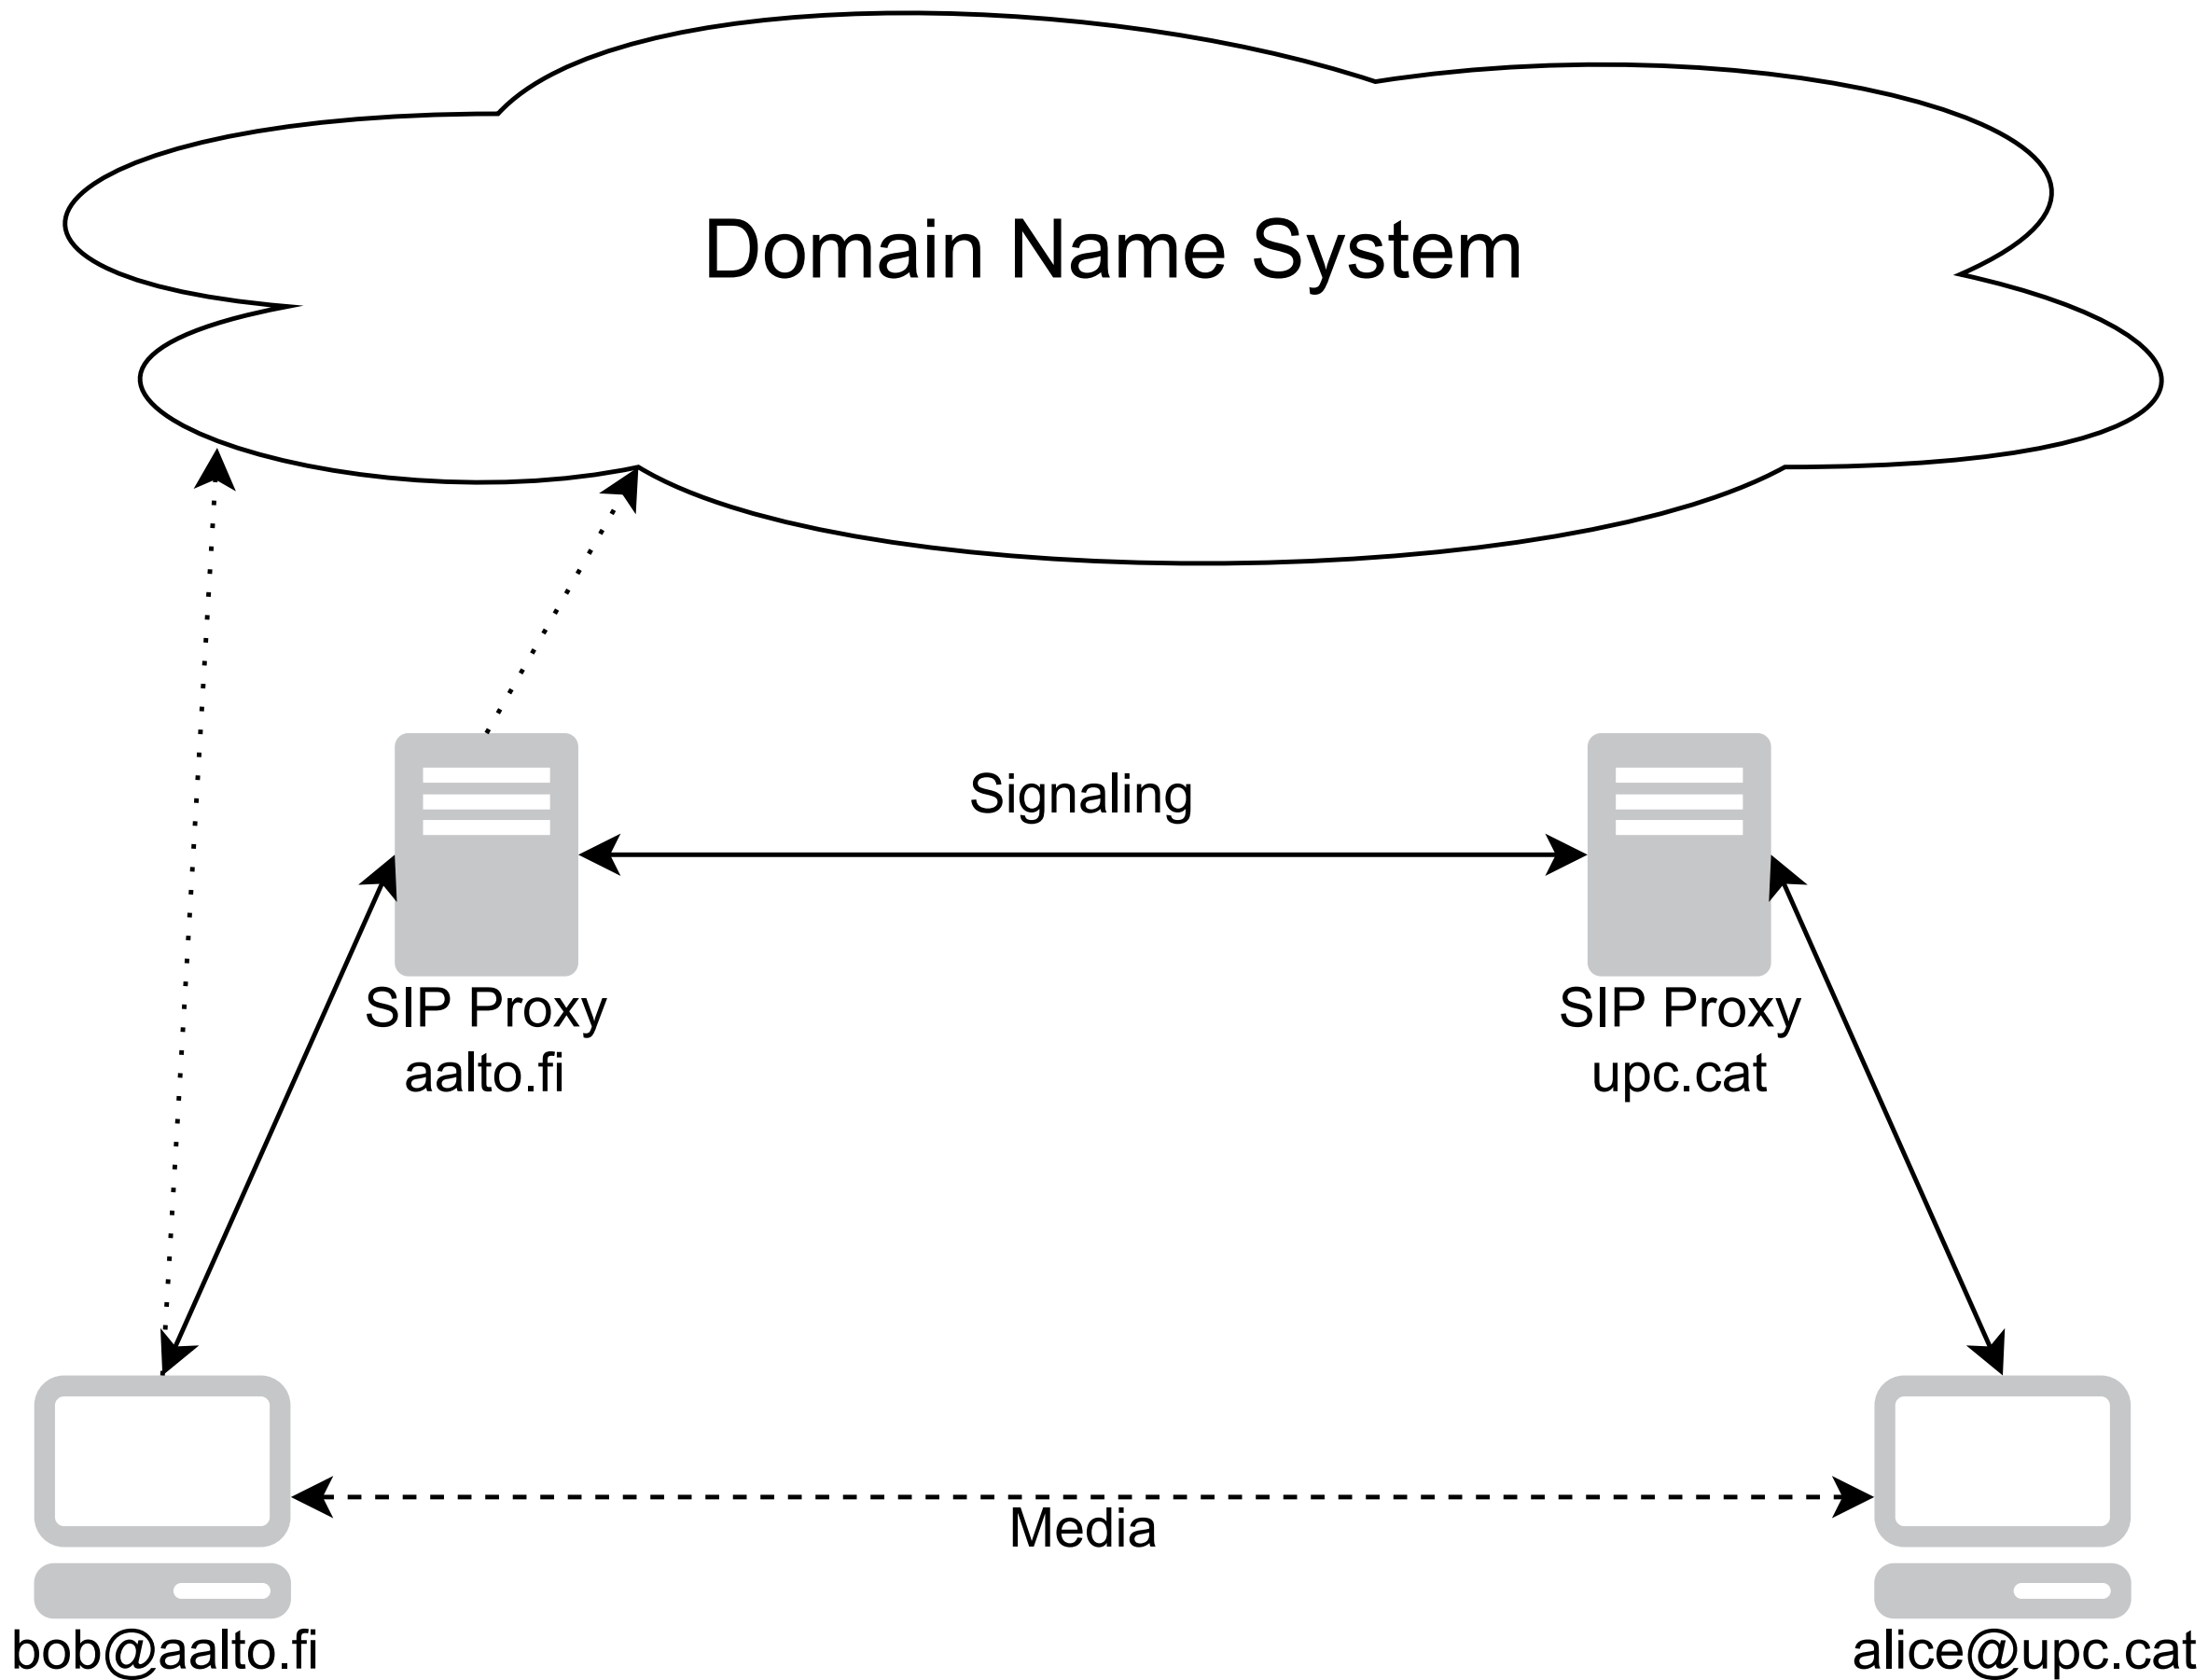 Domain Name System
Signaling
SIP Proxy
aalto.fi
SIP Proxy
upc.cat
Media
bob@aalto.fi
alice@upc.cat